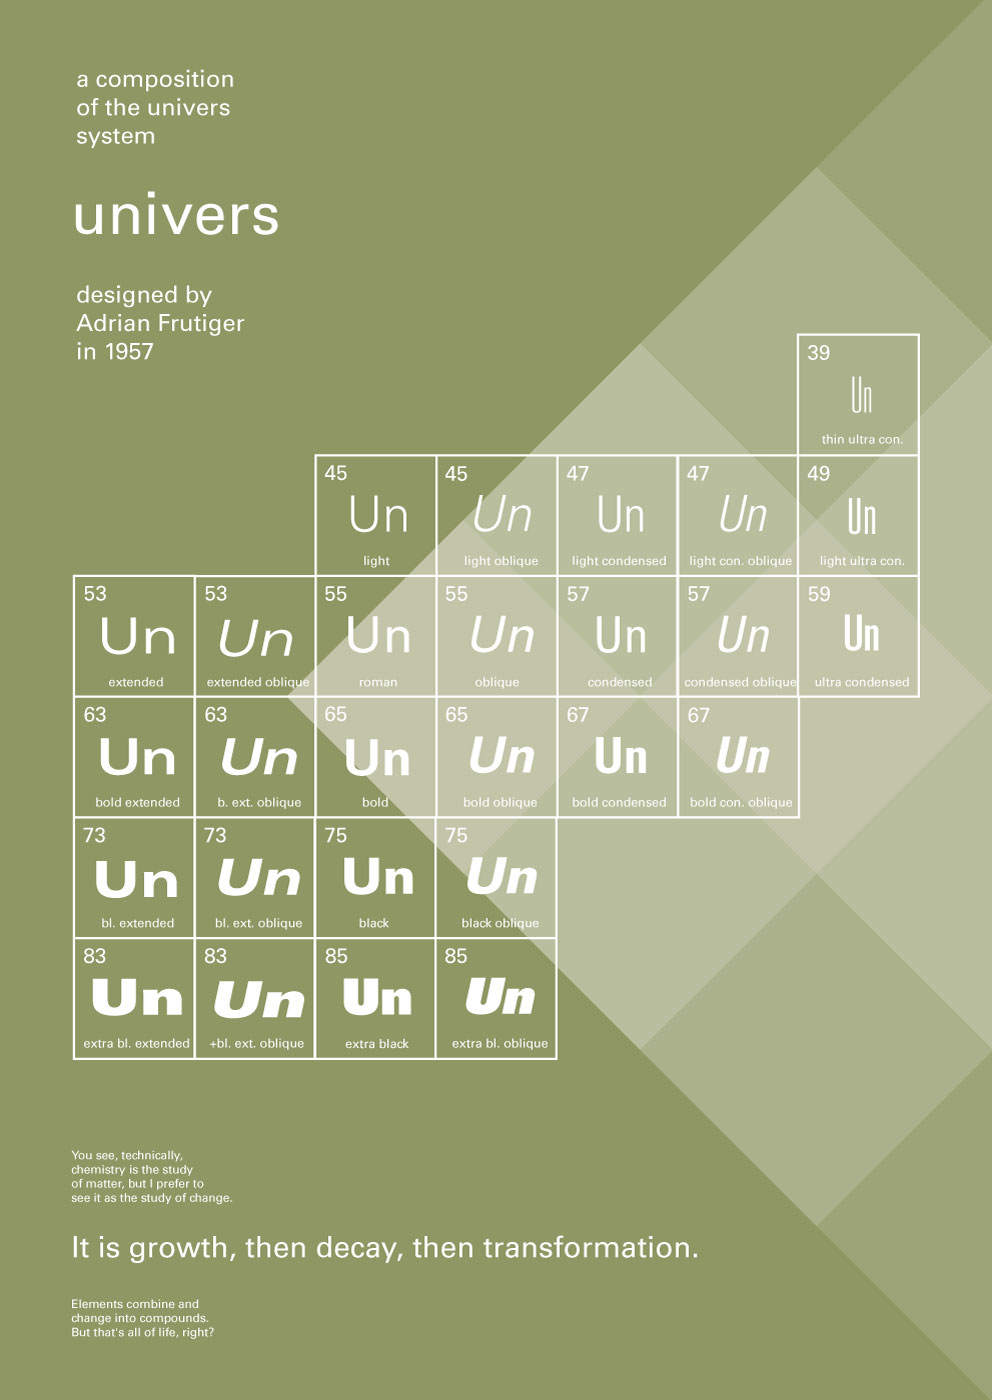 a composition
of the univers
system
univers
designed by
Adrian Frutiger
in 1957
39
Un
thin ultra con.
45
Un
light
45
Un
light oblique
47
Un
light condensed
47
Un
light con. oblique
49
Un
light ultra con.
53
Un
extended
53
Un
extended oblique
55
Un
roman
55
Un
oblique
57
Un
condensed
57
Un
condensed oblique
59
Un
ultra condensed
63
Un
bold extended
63
Un
b. ext. oblique
65
Un
bold
65
Un
bold oblique
67
Un
bold condensed
67
Un
bold con. oblique
73
Un
bl. extended
73
Un
bl. ext. oblique
75
Un
black
75
Un
black oblique
83
Un
extra bl. extended
83
Un
+bl. ext. oblique
85
Un
extra black
85
Un
extra bl. oblique
You see, technically,
chemistry is the study
of matter, but I prefer to
see it as the study of change.
It is growth, then decay, then transformation.
Elements combine and
change into compounds.
But that's all of life, right?